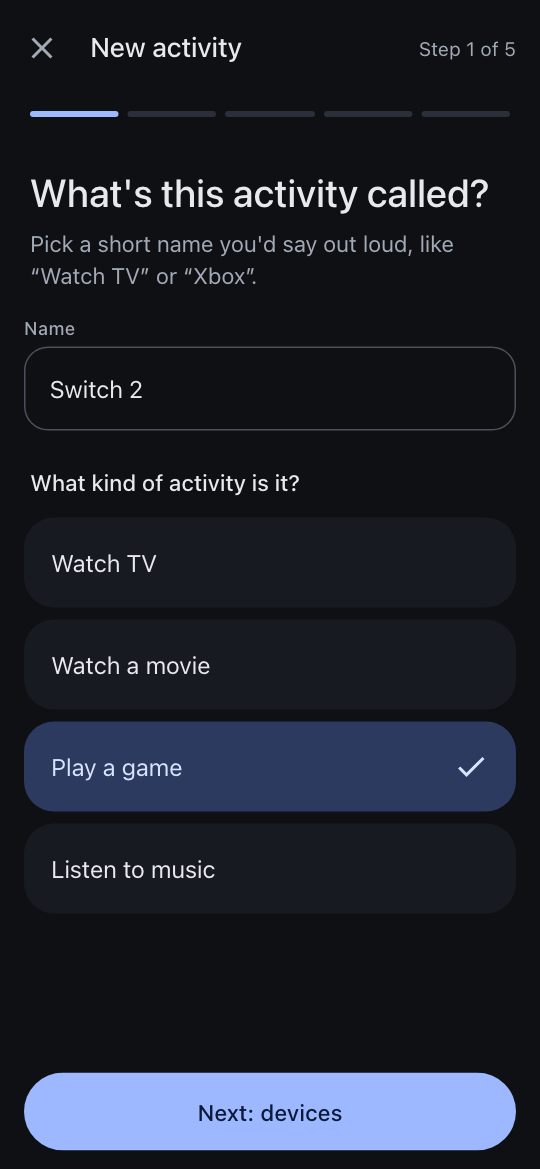 New activity
Step 1 of 5
What's this activity called?
Pick a short name you'd say out loud, like
“Watch TV” or “Xbox”.
Name
Switch 2
What kind of activity is it?
Watch TV
Watch a movie
Play a game
Listen to music
Next: devices